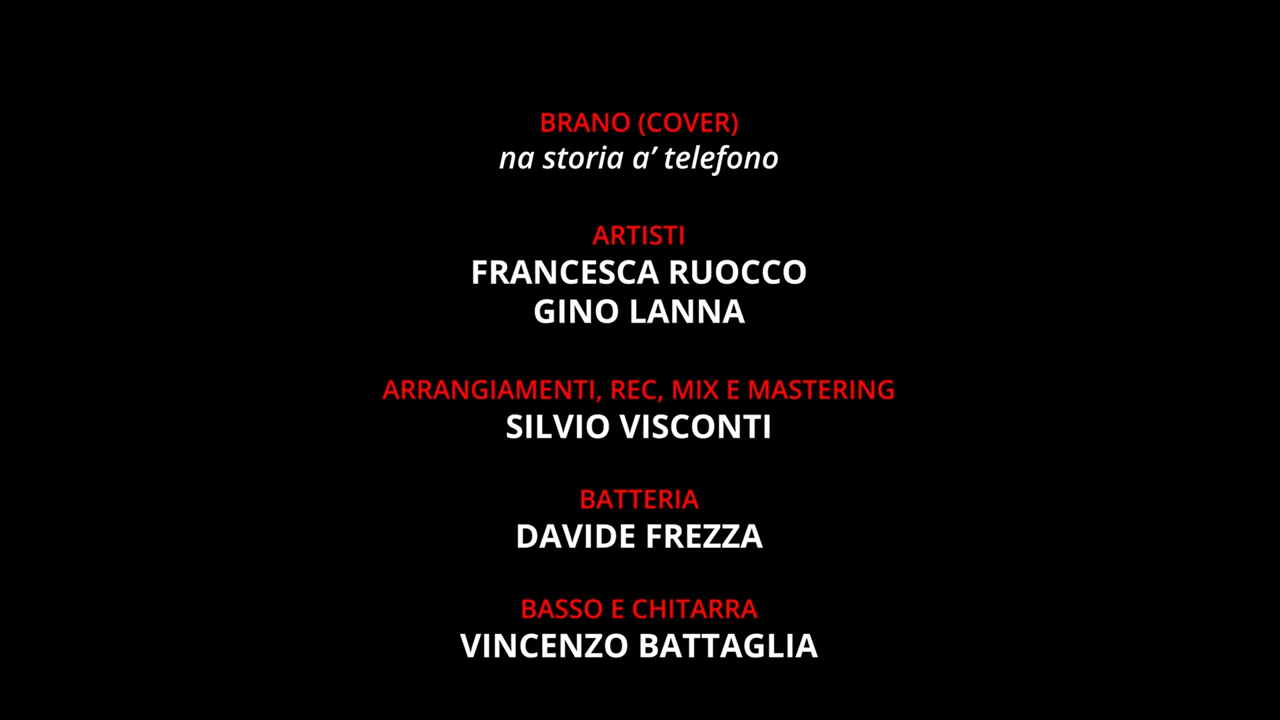 BRANO (COVER)
na storia a’ telefono
ARTISTI
FRANCESCA RUOCCO
GINO LANNA
ARRANGIAMENTI, REC, MIX E MASTERING
SILVIO VISCONTI
BATTERIA
DAVIDE FREZZA
BASSO E CHITARRA
VINCENZO BATTAGLIA